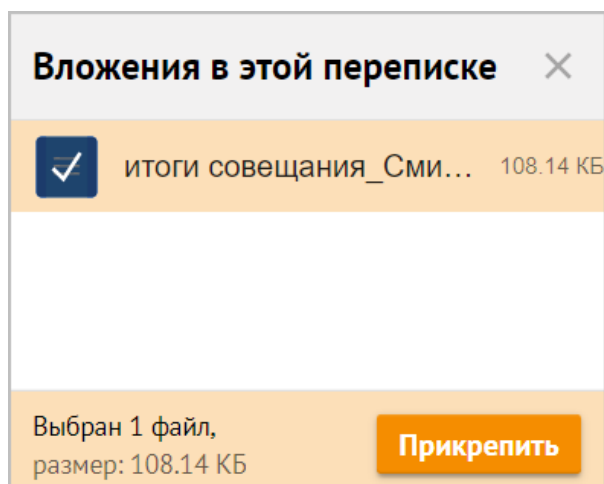 Вложения в этой переписке
итоги совещания_Сми... 108.14 КБ
Выбран 1 файл,
размер: 108.14 КБ
Прикрепить